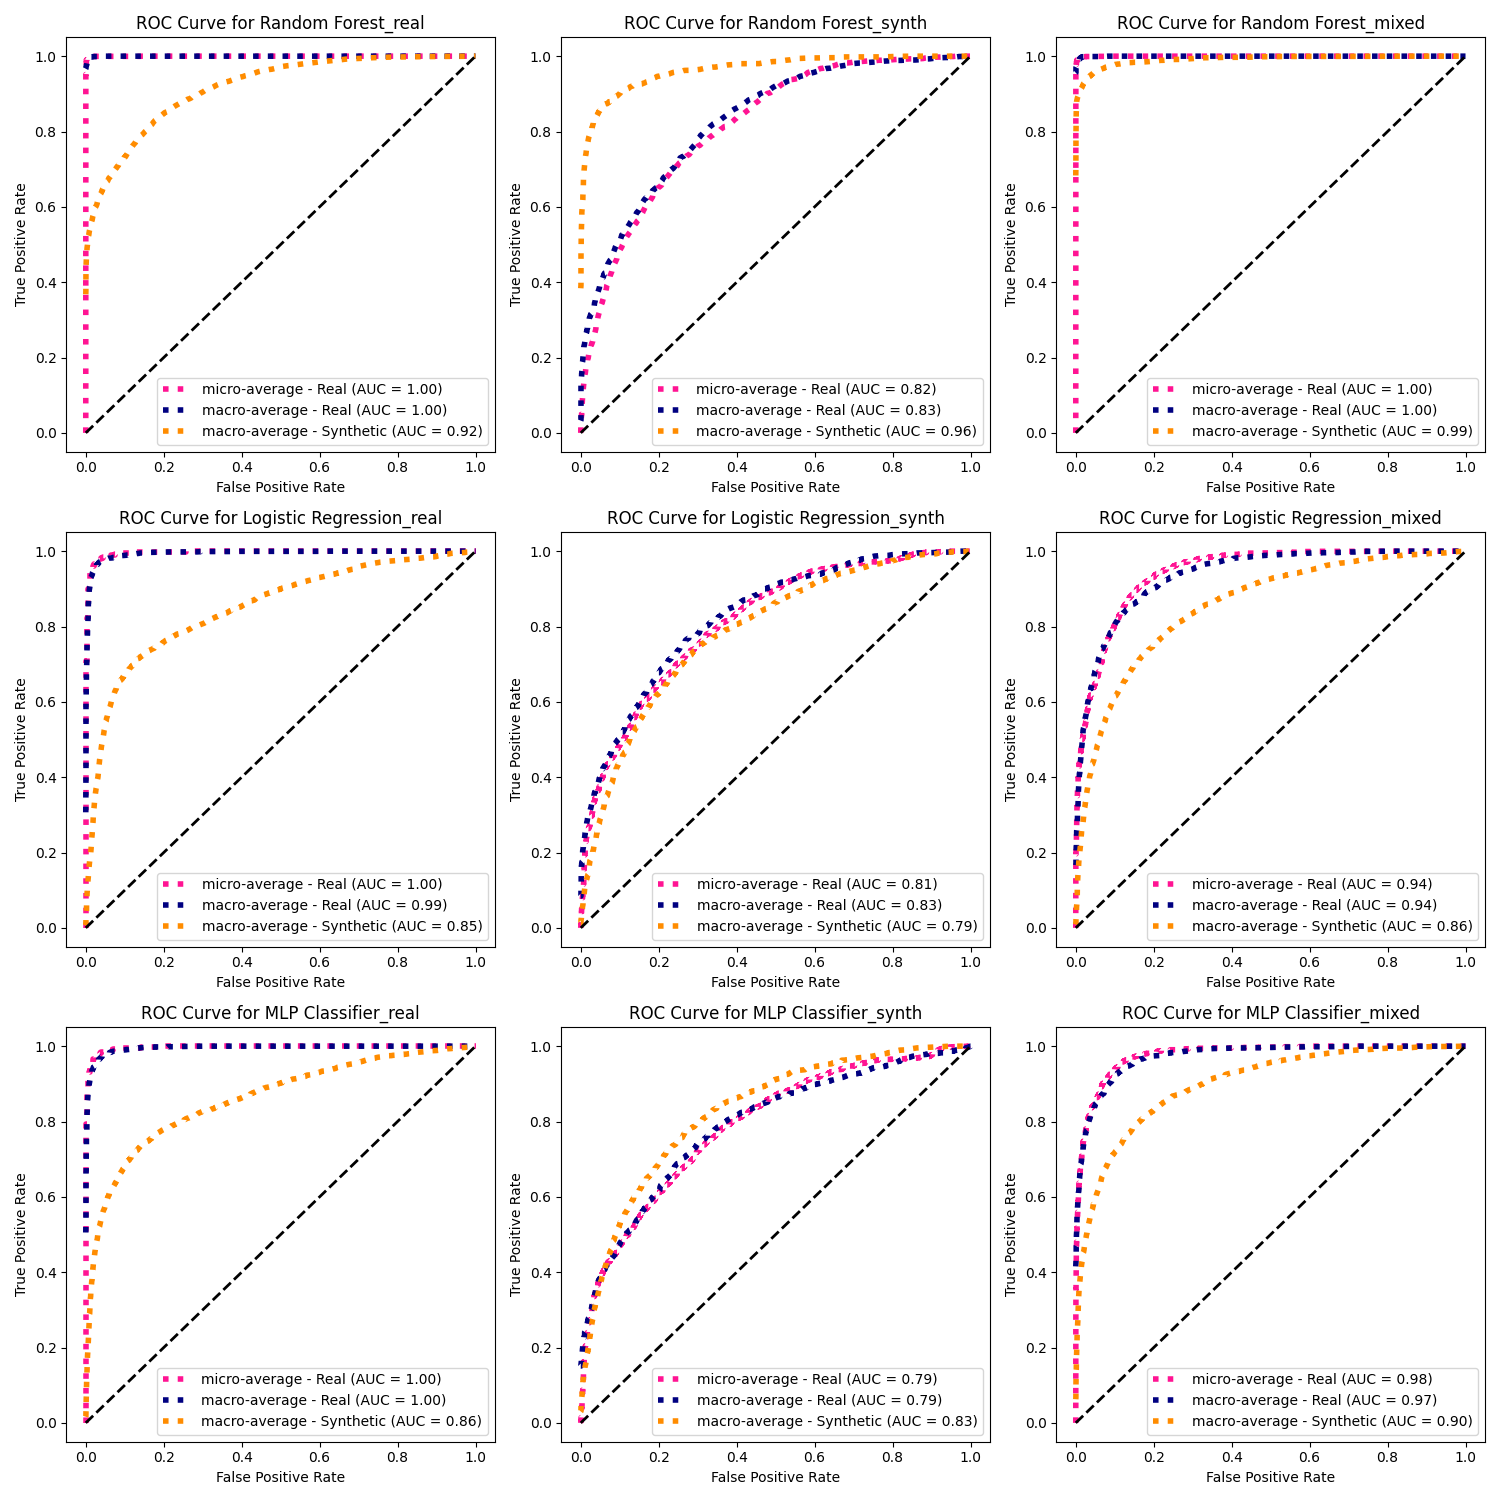 ROC Curve for Random Forest_real
True Positive Rate
1.0
0.8
0.6
0.4
0.2
0.0
micro-average - Real (AUC = 1.00)
macro-average - Real (AUC = 1.00)
macro-average - Synthetic (AUC = 0.92)
0.0 0.2 0.4 0.6 0.8 1.0
False Positive Rate
ROC Curve for Random Forest_synth
True Positive Rate
1.0
0.8
0.6
0.4
0.2
0.0
micro-average - Real (AUC = 0.82)
macro-average - Real (AUC = 0.83)
macro-average - Synthetic (AUC = 0.96)
0.0 0.2 0.4 0.6 0.8 1.0
False Positive Rate
ROC Curve for Random Forest_mixed
True Positive Rate
1.0
0.8
0.6
0.4
0.2
0.0
micro-average - Real (AUC = 1.00)
macro-average - Real (AUC = 1.00)
macro-average - Synthetic (AUC = 0.99)
0.0 0.2 0.4 0.6 0.8 1.0
False Positive Rate
ROC Curve for Logistic Regression_real
True Positive Rate
1.0
0.8
0.6
0.4
0.2
0.0
micro-average - Real (AUC = 1.00)
macro-average - Real (AUC = 0.99)
macro-average - Synthetic (AUC = 0.85)
0.0 0.2 0.4 0.6 0.8 1.0
False Positive Rate
ROC Curve for Logistic Regression_synth
True Positive Rate
1.0
0.8
0.6
0.4
0.2
0.0
micro-average - Real (AUC = 0.81)
macro-average - Real (AUC = 0.83)
macro-average - Synthetic (AUC = 0.79)
0.0 0.2 0.4 0.6 0.8 1.0
False Positive Rate
ROC Curve for Logistic Regression_mixed
True Positive Rate
1.0
0.8
0.6
0.4
0.2
0.0
micro-average - Real (AUC = 0.94)
macro-average - Real (AUC = 0.94)
macro-average - Synthetic (AUC = 0.86)
0.0 0.2 0.4 0.6 0.8 1.0
False Positive Rate
ROC Curve for MLP Classifier_real
True Positive Rate
1.0
0.8
0.6
0.4
0.2
0.0
micro-average - Real (AUC = 1.00)
macro-average - Real (AUC = 1.00)
macro-average - Synthetic (AUC = 0.86)
0.0 0.2 0.4 0.6 0.8 1.0
False Positive Rate
ROC Curve for MLP Classifier_synth
True Positive Rate
1.0
0.8
0.6
0.4
0.2
0.0
micro-average - Real (AUC = 0.79)
macro-average - Real (AUC = 0.79)
macro-average - Synthetic (AUC = 0.83)
0.0 0.2 0.4 0.6 0.8 1.0
False Positive Rate
ROC Curve for MLP Classifier_mixed
True Positive Rate
1.0
0.8
0.6
0.4
0.2
0.0
micro-average - Real (AUC = 0.98)
macro-average - Real (AUC = 0.97)
macro-average - Synthetic (AUC = 0.90)
0.0 0.2 0.4 0.6 0.8 1.0
False Positive Rate